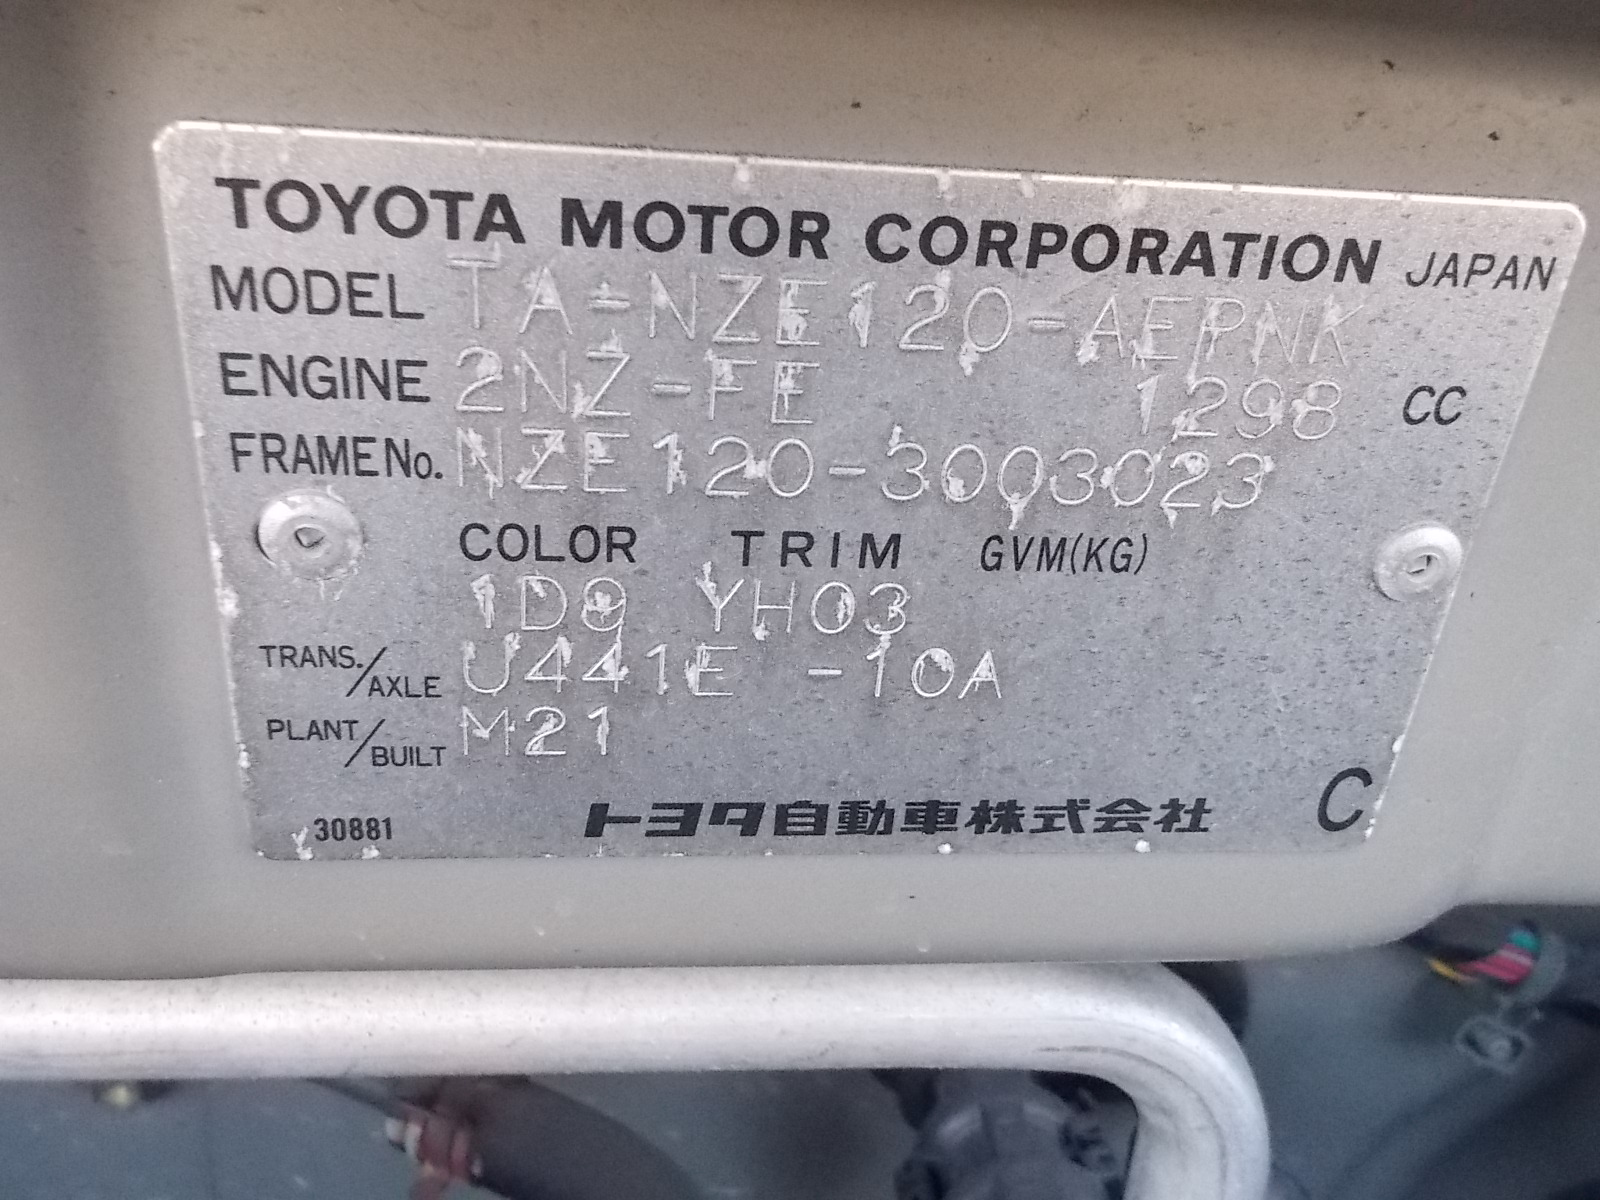 TOYOTA MOTOR CORPORATION JAPAN
MODEL TA-NZE120-AEPNK
ENGINE 2NZ-FE 1298 CC
FRAME No. NZE120-3003023
COLOR TRIM GVM(KG)
1D9 YH03
TRANS./AXLE U441E -10A
PLANT/BUILT M21
30881 トヨタ自動車株式会社 C